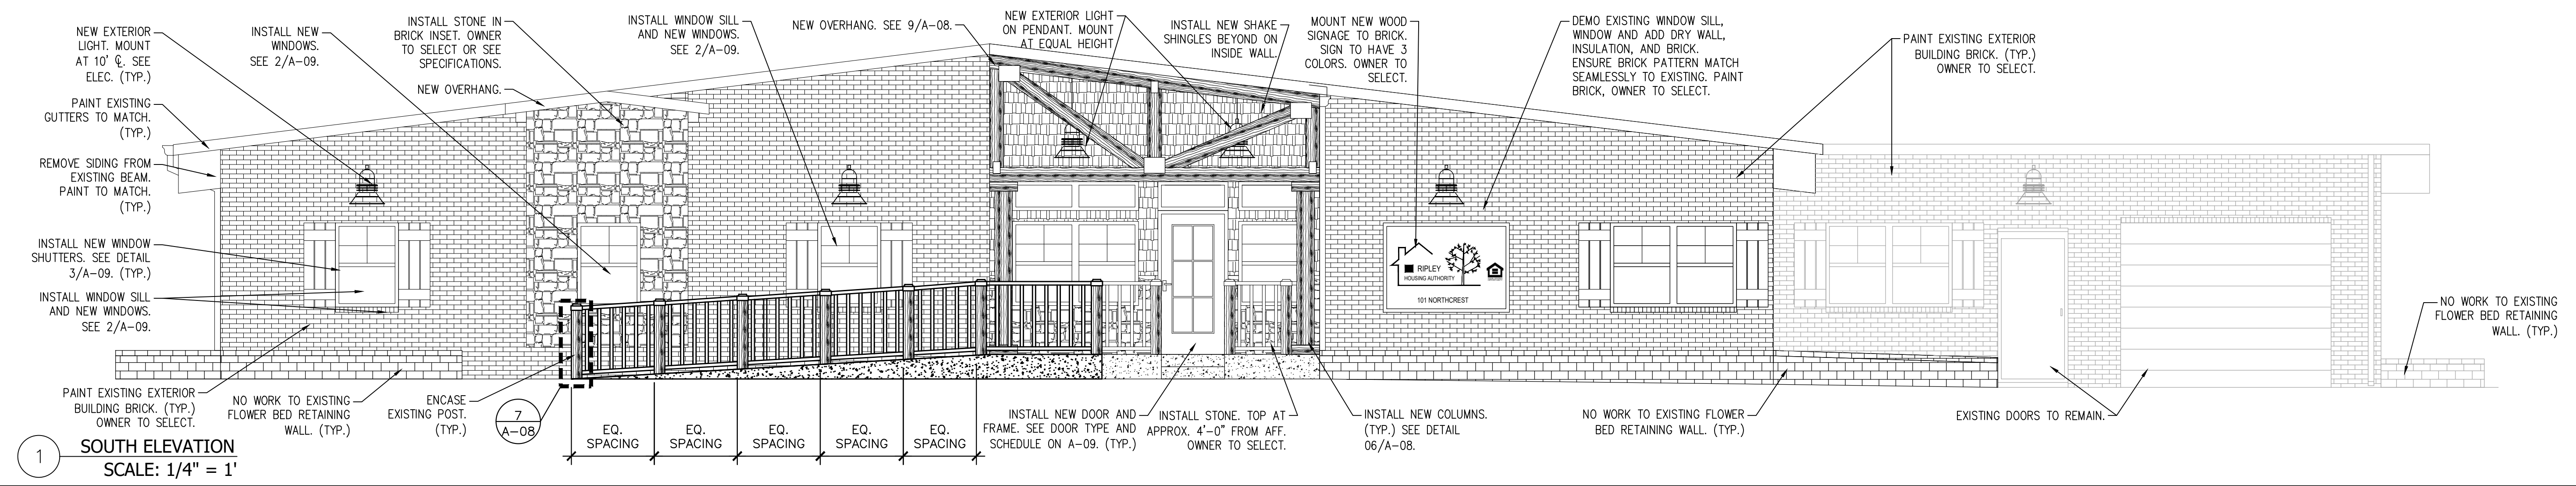 NEW EXTERIOR
LIGHT. MOUNT
AT 10' ℄. SEE
ELEC. (TYP.)
INSTALL NEW
WINDOWS.
SEE 2/A-09.
INSTALL STONE IN
BRICK INSET. OWNER
TO SELECT OR SEE
SPECIFICATIONS.
NEW OVERHANG.
INSTALL WINDOW SILL
AND NEW WINDOWS.
SEE 2/A-09.
NEW OVERHANG. SEE 9/A-08.
NEW EXTERIOR LIGHT
ON PENDANT. MOUNT
AT EQUAL HEIGHT
INSTALL NEW SHAKE
SHINGLES BEYOND ON
INSIDE WALL.
MOUNT NEW WOOD
SIGNAGE TO BRICK.
SIGN TO HAVE 3
COLORS. OWNER TO
SELECT.
DEMO EXISTING WINDOW SILL,
WINDOW AND ADD DRY WALL,
INSULATION, AND BRICK.
ENSURE BRICK PATTERN MATCH
SEAMLESSLY TO EXISTING. PAINT
BRICK, OWNER TO SELECT.
PAINT EXISTING EXTERIOR
BUILDING BRICK. (TYP.)
OWNER TO SELECT.
PAINT EXISTING
GUTTERS TO MATCH.
(TYP.)
REMOVE SIDING FROM
EXISTING BEAM.
PAINT TO MATCH.
(TYP.)
INSTALL NEW WINDOW
SHUTTERS. SEE DETAIL
3/A-09. (TYP.)
INSTALL WINDOW SILL
AND NEW WINDOWS.
SEE 2/A-09.
RIPLEY
HOUSING AUTHORITY
101 NORTHCREST
NO WORK TO EXISTING
FLOWER BED RETAINING
WALL. (TYP.)
PAINT EXISTING EXTERIOR
BUILDING BRICK. (TYP.)
OWNER TO SELECT.
NO WORK TO EXISTING
FLOWER BED RETAINING
WALL. (TYP.)
ENCASE
EXISTING POST.
(TYP.)
7
A-08
EQ.
SPACING
EQ.
SPACING
EQ.
SPACING
EQ.
SPACING
EQ.
SPACING
INSTALL NEW DOOR AND
FRAME. SEE DOOR TYPE AND
SCHEDULE ON A-09. (TYP.)
INSTALL STONE. TOP AT
APPROX. 4'-0" FROM AFF.
OWNER TO SELECT.
INSTALL NEW COLUMNS.
(TYP.) SEE DETAIL
06/A-08.
NO WORK TO EXISTING FLOWER
BED RETAINING WALL. (TYP.)
EXISTING DOORS TO REMAIN.
1
SOUTH ELEVATION
SCALE: 1/4" = 1'